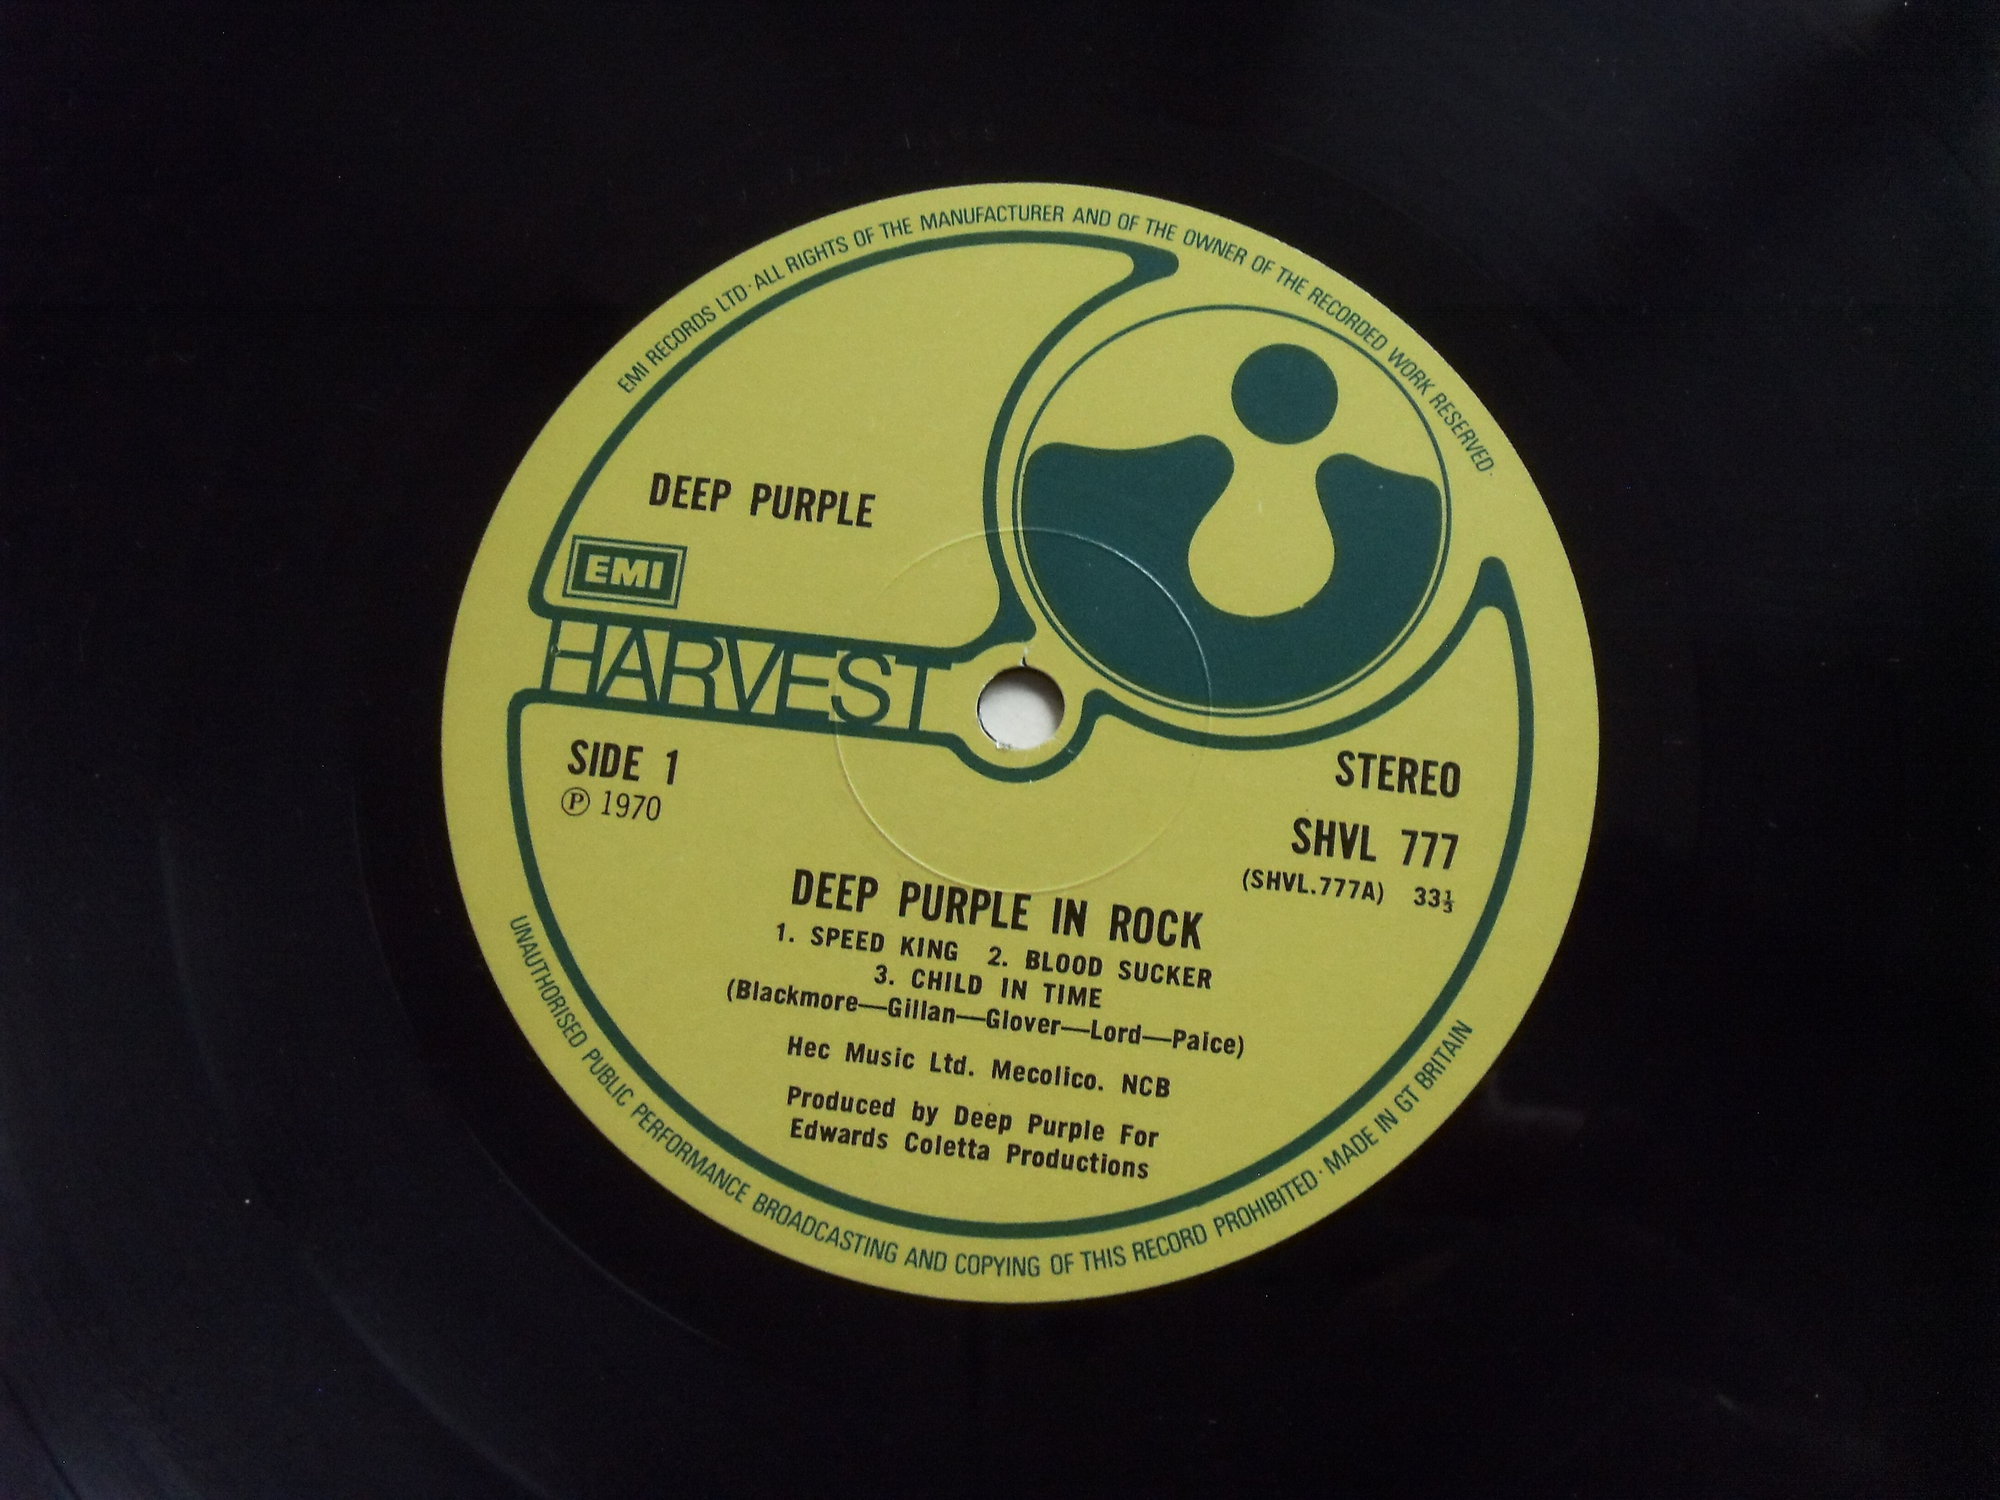 EMI RECORDS LTD·ALL RIGHTS OF THE MANUFACTURER AND OF THE OWNER OF THE RECORDED WORK RESERVED·
DEEP PURPLE
EMI
HARVEST
SIDE 1
Ⓟ 1970
STEREO
SHVL 777
(SHVL.777A) 33⅓
DEEP PURPLE IN ROCK
1. SPEED KING 2. BLOOD SUCKER
3. CHILD IN TIME
(Blackmore—Gillan—Glover—Lord—Paice)
Hec Music Ltd. Mecolico. NCB
Produced by Deep Purple For
Edwards Coletta Productions
UNAUTHORISED PUBLIC PERFORMANCE BROADCASTING AND COPYING OF THIS RECORD PROHIBITED·MADE IN GT BRITAIN